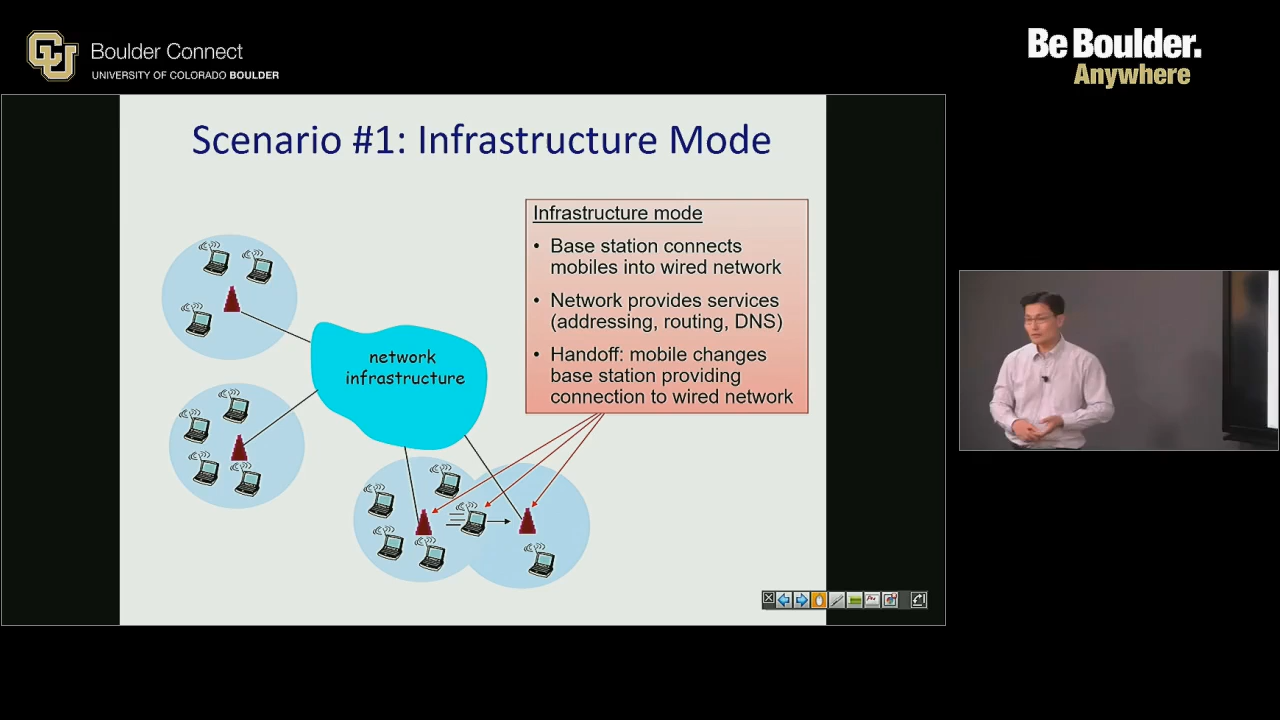 CU
Boulder Connect
UNIVERSITY OF COLORADO BOULDER
Be Boulder.
Anywhere
Scenario #1: Infrastructure Mode
Infrastructure mode
• Base station connects
mobiles into wired network
• Network provides services
(addressing, routing, DNS)
• Handoff: mobile changes
base station providing
connection to wired network
network
infrastructure